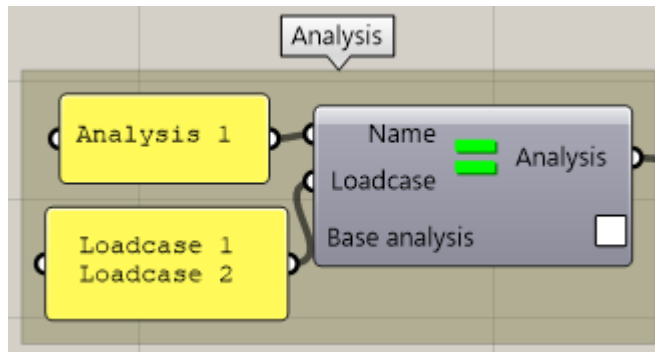 Analysis
Analysis 1
Name
Analysis
Loadcase
Loadcase 1
Loadcase 2
Base analysis